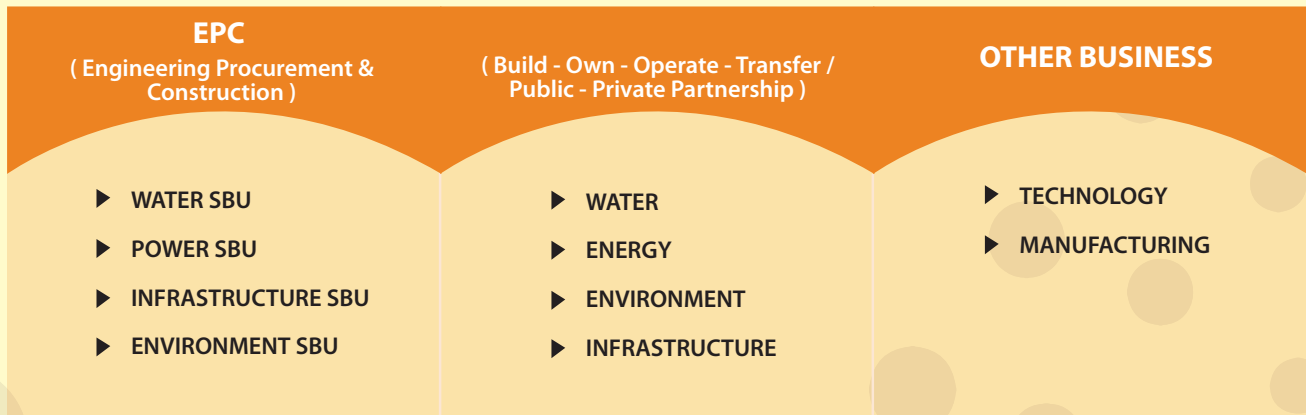 EPC
( Engineering Procurement &
Construction )
WATER SBU
POWER SBU
INFRASTRUCTURE SBU
ENVIRONMENT SBU
( Build - Own - Operate - Transfer /
Public - Private Partnership )
WATER
ENERGY
ENVIRONMENT
INFRASTRUCTURE
OTHER BUSINESS
TECHNOLOGY
MANUFACTURING